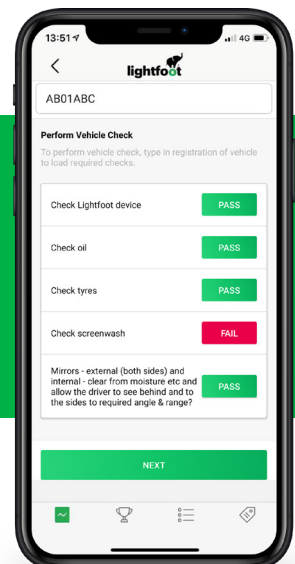 13:51
4G
lightfoot
AB01ABC
Perform Vehicle Check
To perform vehicle check, type in registration of vehicle
to load required checks.
Check Lightfoot device
PASS
Check oil
PASS
Check tyres
PASS
Check screenwash
FAIL
Mirrors - external (both sides) and
internal - clear from moisture etc and
allow the driver to see behind and to
the sides to required angle & range?
PASS
NEXT